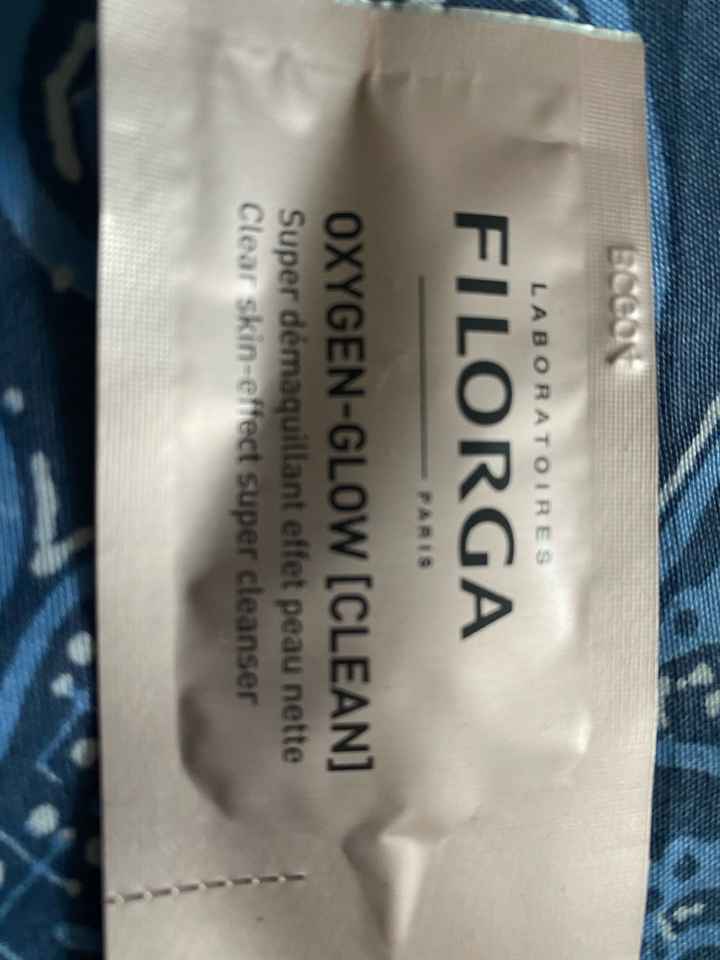 LABORATOIRES
FILORGA
PARIS
OXYGEN-GLOW [CLEAN]
Super démaquillant effet peau nette
Clear skin-effect super cleanser